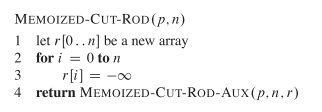 MEMOIZED-CUT-ROD(p, n)
1 let r[0..n] be a new array
2 for i = 0 to n
3 r[i] = −∞
4 return MEMOIZED-CUT-ROD-AUX(p, n, r)